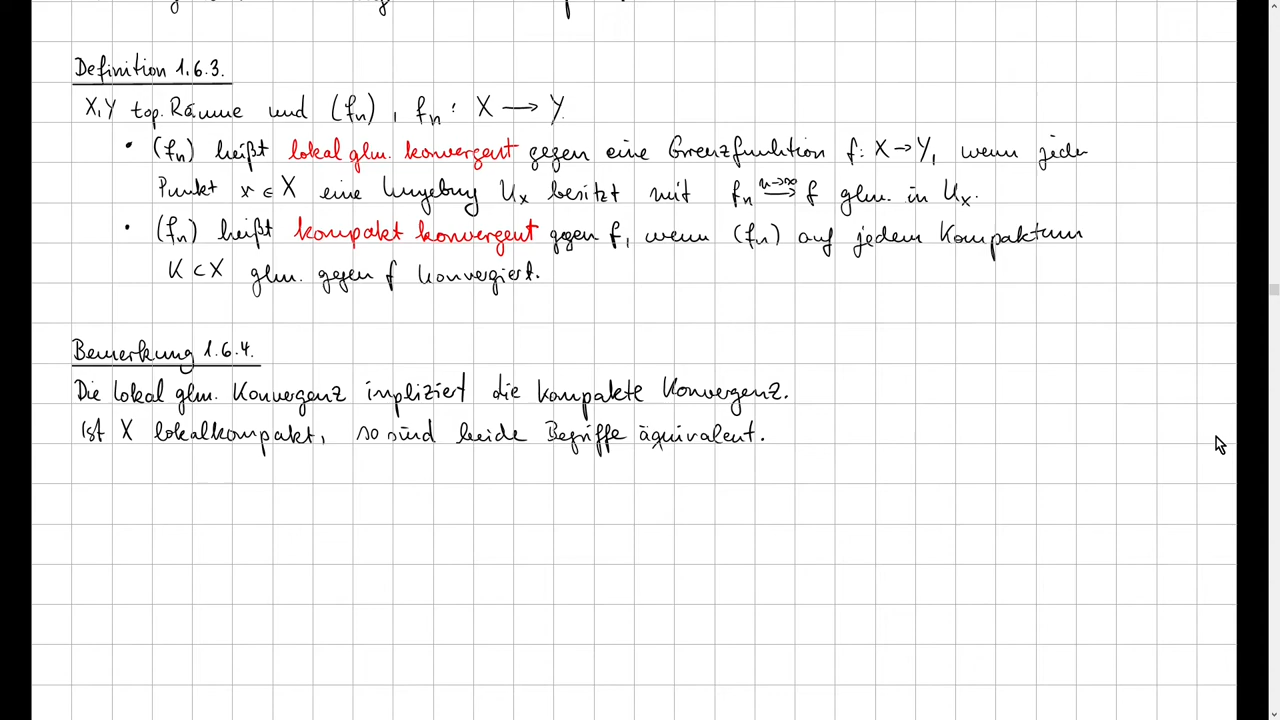 Definition 1.6.3.
X, Y top. Räume und (fₙ), fₙ : X ⟶ Y.
• (fₙ) heißt lokal glm. konvergent gegen eine Grenzfunktion f: X → Y, wenn jeder
Punkt x ∈ X eine Umgebung Uₓ besitzt mit fₙ →(n→∞) f glm. in Uₓ.
• (fₙ) heißt kompakt konvergent gegen f, wenn (fₙ) auf jedem Kompaktum
K ⊂ X glm. gegen f konvergiert.
Bemerkung 1.6.4.
Die lokal glm. Konvergenz impliziert die kompakte Konvergenz.
Ist X lokalkompakt, so sind beide Begriffe äquivalent.